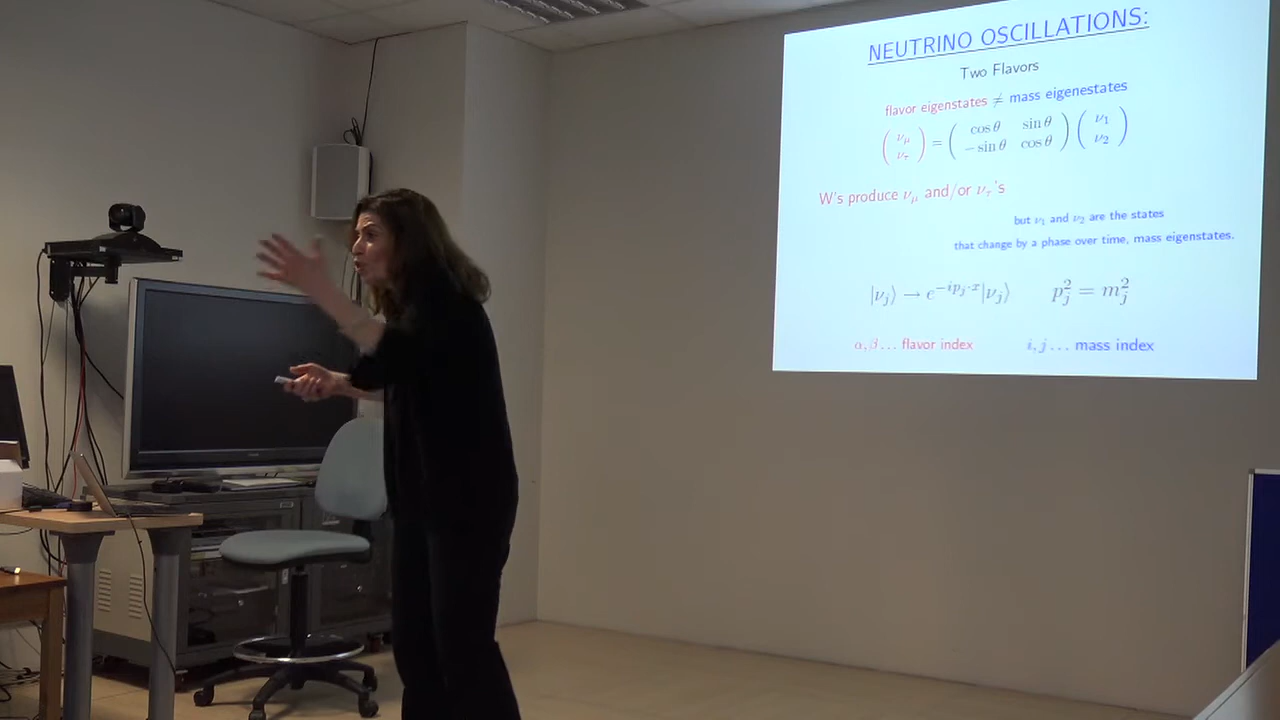 NEUTRINO OSCILLATIONS:
Two Flavors
flavor eigenstates ≠ mass eigenestates
( ν_μ ν_τ ) = ( cos θ sin θ −sin θ cos θ ) ( ν_1 ν_2 )
W's produce ν_μ and/or ν_τ's
but ν_1 and ν_2 are the states
that change by a phase over time, mass eigenstates.
|ν_j⟩ → e^{−ip_j·x}|ν_j⟩ p_j^2 = m_j^2
α, β... flavor index i, j... mass index